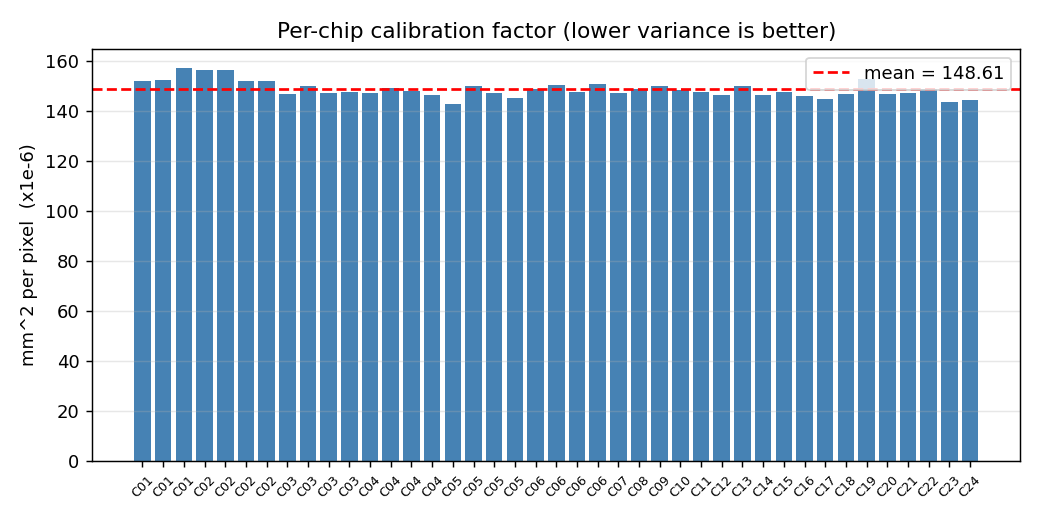 Per-chip calibration factor (lower variance is better)
mean = 148.61
mm^2 per pixel (x1e-6)
160
140
120
100
80
60
40
20
0
C01 C01 C01 C02 C02 C02 C02 C03 C03 C03 C03 C04 C04 C04 C04 C05 C05 C05 C05 C06 C06 C06 C06 C07 C08 C09 C10 C11 C12 C13 C14 C15 C16 C17 C18 C19 C20 C21 C22 C23 C24